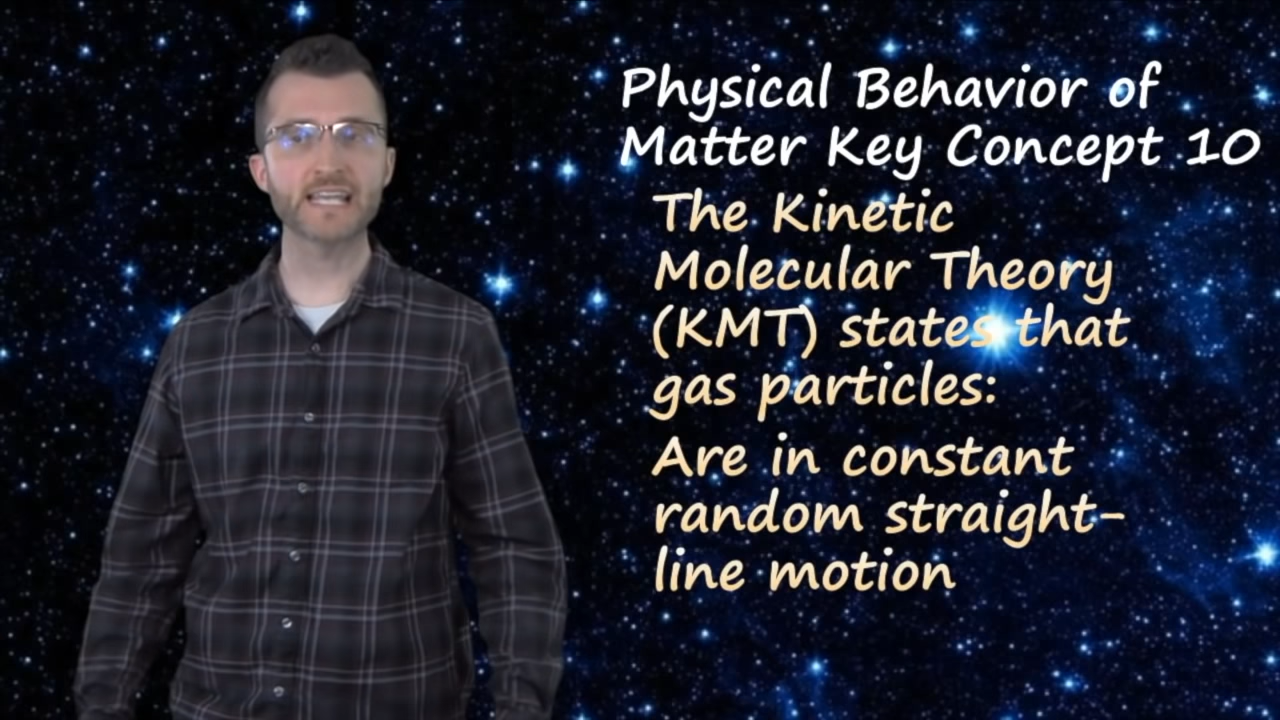 Physical Behavior of
Matter Key Concept 10
The Kinetic
Molecular Theory
(KMT) states that
gas particles:
Are in constant
random straight-
line motion